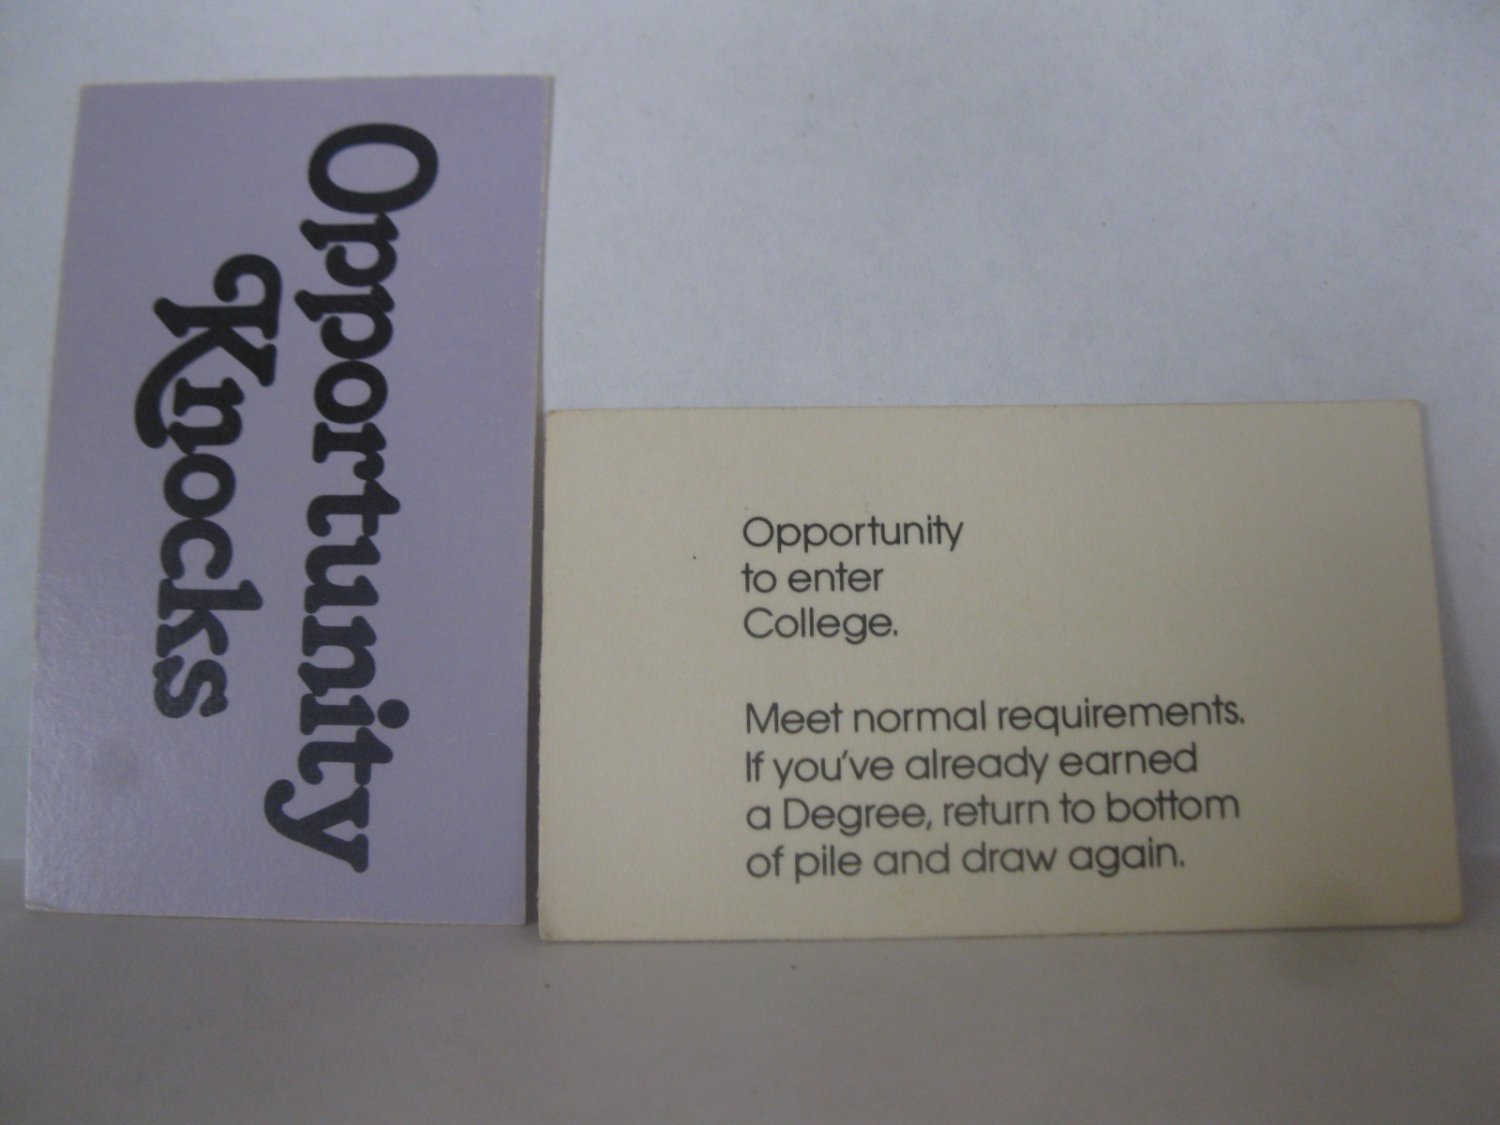 Opportunity
Knocks
Opportunity
to enter
College.
Meet normal requirements.
If you've already earned
a Degree, return to bottom
of pile and draw again.